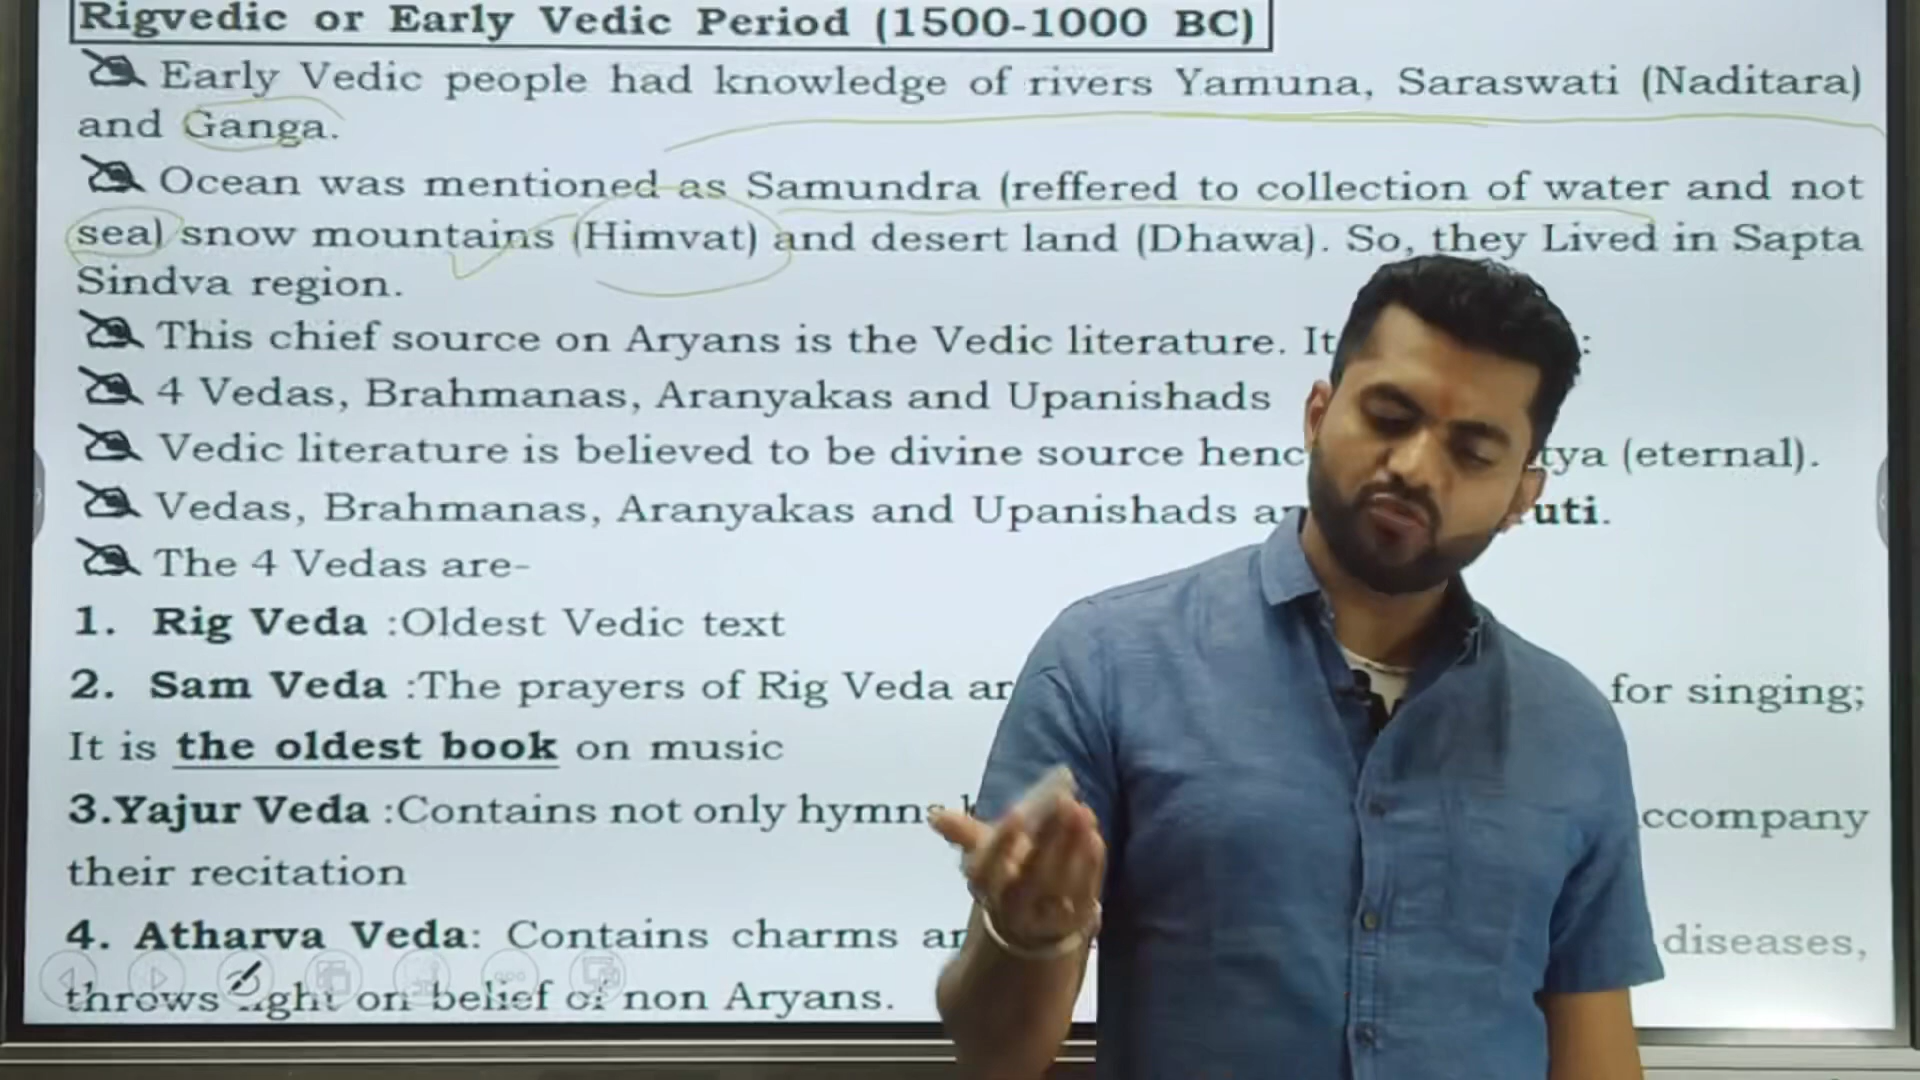 Rigvedic or Early Vedic Period (1500-1000 BC)
Early Vedic people had knowledge of rivers Yamuna, Saraswati (Naditara)
and Ganga.
Ocean was mentioned as Samundra (reffered to collection of water and not
sea) snow mountains (Himvat) and desert land (Dhawa). So, they Lived in Sapta
Sindva region.
This chief source on Aryans is the Vedic literature. It :
4 Vedas, Brahmanas, Aranyakas and Upanishads
Vedic literature is believed to be divine source (eternal).
Vedas, Brahmanas, Aranyakas and Upanishads
The 4 Vedas are-
1. Rig Veda :Oldest Vedic text
2. Sam Veda :The prayers of Rig Veda for singing;
It is the oldest book on music
3.Yajur Veda :Contains not only hymns
their recitation
4. Atharva Veda: Contains charms diseases,
throws on belief of non Aryans.